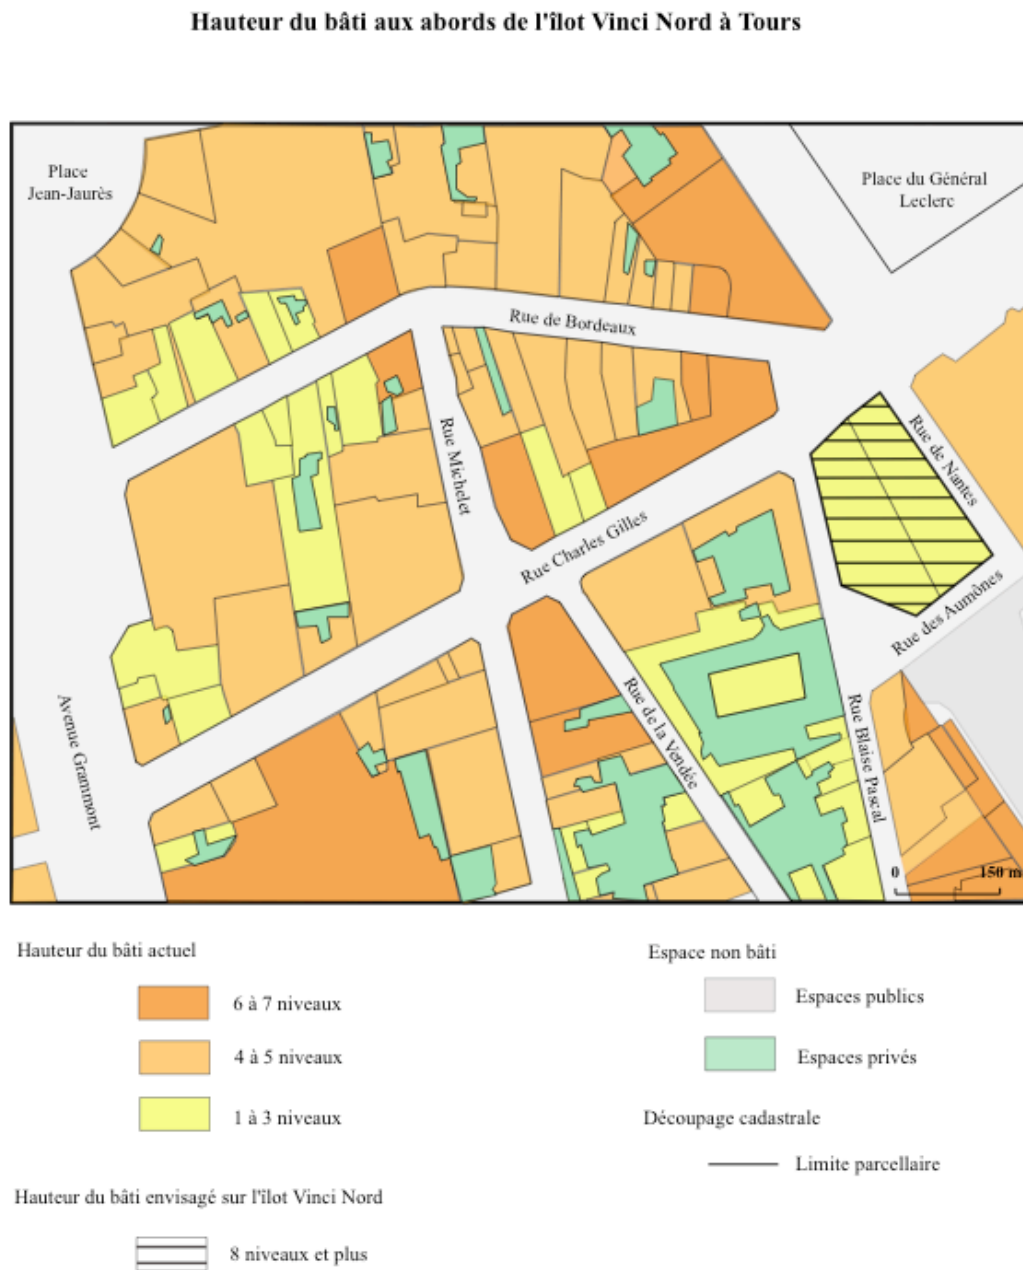 Hauteur du bâti aux abords de l'îlot Vinci Nord à Tours
Place
Jean-Jaurès
Place du Général
Leclerc
Rue de Bordeaux
Rue Michelet
Rue de Nantes
Rue Charles Gilles
Rue des Aumônes
Rue de la Vendée
Avenue Grammont
Rue Blaise Pascal
0 150 m
Hauteur du bâti actuel
6 à 7 niveaux
4 à 5 niveaux
1 à 3 niveaux
Espace non bâti
Espaces publics
Espaces privés
Découpage cadastrale
Limite parcellaire
Hauteur du bâti envisagé sur l'îlot Vinci Nord
8 niveaux et plus